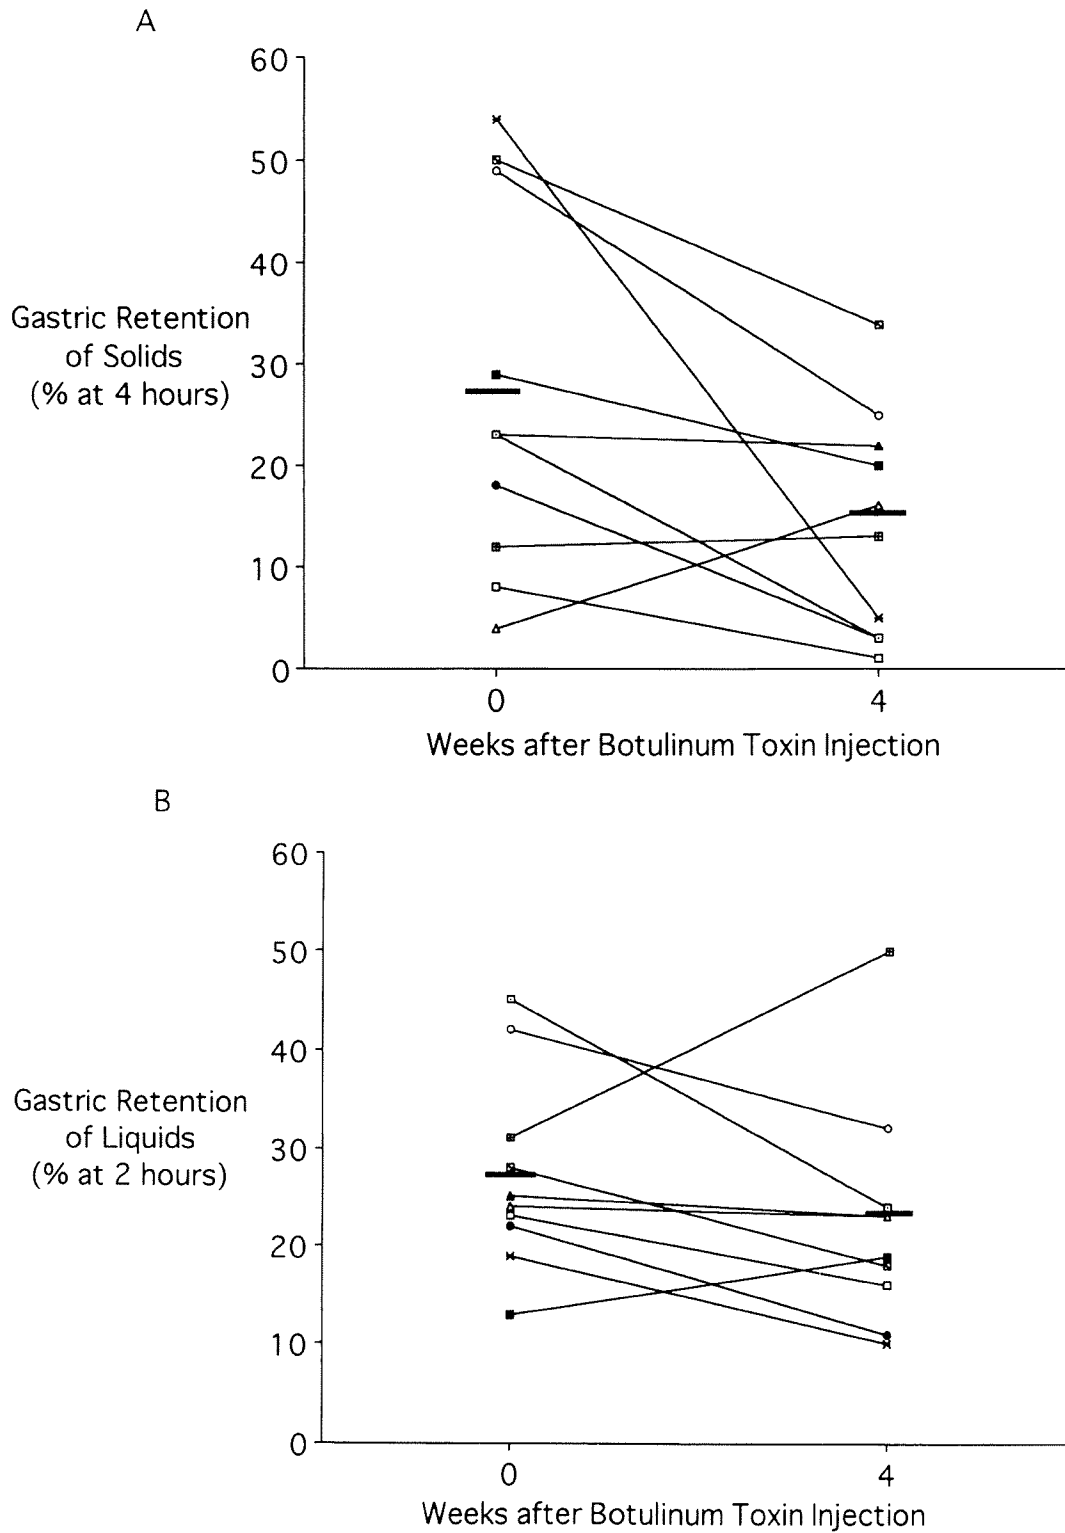 A
60
50
40
30
20
10
0
Gastric Retention
of Solids
(% at 4 hours)
0 4
Weeks after Botulinum Toxin Injection
B
60
50
40
30
20
10
0
Gastric Retention
of Liquids
(% at 2 hours)
0 4
Weeks after Botulinum Toxin Injection